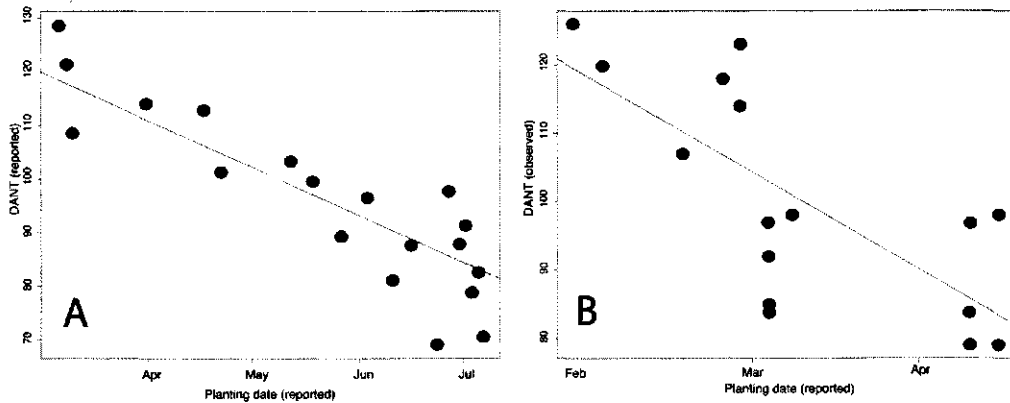 130
120
110
100
90
80
70
DANT (reported)
A
Apr May Jun Jul
Planting date (reported)
120
110
100
90
80
DANT (observed)
B
Feb Mar Apr
Planting date (reported)